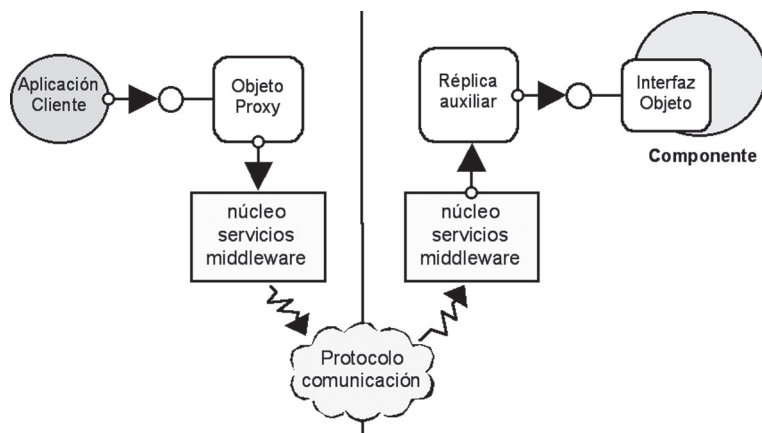 Aplicación
Cliente
Objeto
Proxy
núcleo
servicios
middleware
Protocolo
comunicación
núcleo
servicios
middleware
Réplica
auxiliar
Interfaz
Objeto
Componente